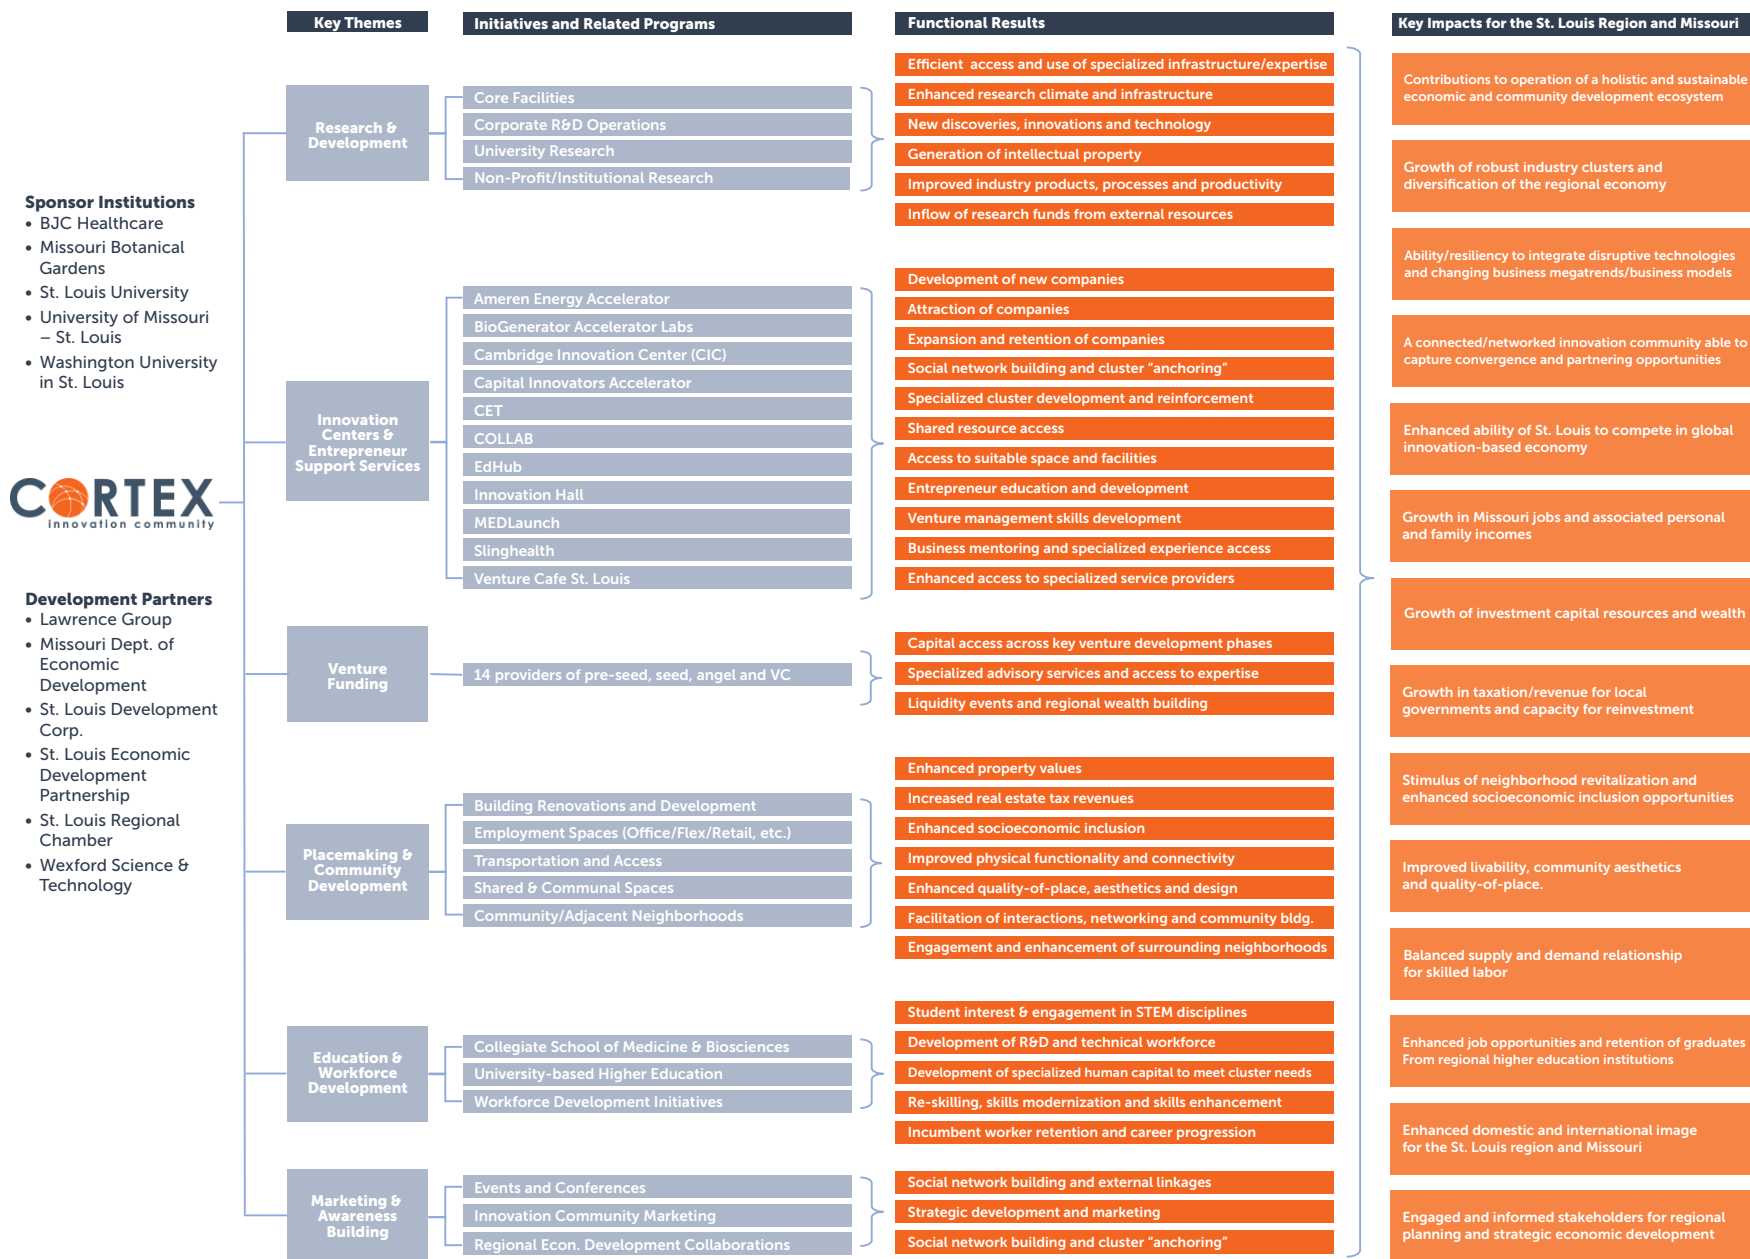 Key Themes
Initiatives and Related Programs
Functional Results
Key Impacts for the St. Louis Region and Missouri
Sponsor Institutions
• BJC Healthcare
• Missouri Botanical
Gardens
• St. Louis University
• University of Missouri
– St. Louis
• Washington University
in St. Louis
CORTEX
innovation community
Development Partners
• Lawrence Group
• Missouri Dept. of
Economic
Development
• St. Louis Development
Corp.
• St. Louis Economic
Development
Partnership
• St. Louis Regional
Chamber
• Wexford Science &
Technology
Research &
Development
Core Facilities
Corporate R&D Operations
University Research
Non-Profit/Institutional Research
Efficient access and use of specialized infrastructure/expertise
Enhanced research climate and infrastructure
New discoveries, innovations and technology
Generation of intellectual property
Improved industry products, processes and productivity
Inflow of research funds from external resources
Innovation
Centers &
Entrepreneur
Support Services
Ameren Energy Accelerator
BioGenerator Accelerator Labs
Cambridge Innovation Center (CIC)
Capital Innovators Accelerator
CET
COLLAB
EdHub
Innovation Hall
MEDLaunch
Slinghealth
Venture Cafe St. Louis
Development of new companies
Attraction of companies
Expansion and retention of companies
Social network building and cluster “anchoring”
Specialized cluster development and reinforcement
Shared resource access
Access to suitable space and facilities
Entrepreneur education and development
Venture management skills development
Business mentoring and specialized experience access
Enhanced access to specialized service providers
Venture
Funding
14 providers of pre-seed, seed, angel and VC
Capital access across key venture development phases
Specialized advisory services and access to expertise
Liquidity events and regional wealth building
Placemaking &
Community
Development
Building Renovations and Development
Employment Spaces (Office/Flex/Retail, etc.)
Transportation and Access
Shared & Communal Spaces
Community/Adjacent Neighborhoods
Enhanced property values
Increased real estate tax revenues
Enhanced socioeconomic inclusion
Improved physical functionality and connectivity
Enhanced quality-of-place, aesthetics and design
Facilitation of interactions, networking and community bldg.
Engagement and enhancement of surrounding neighborhoods
Education &
Workforce
Development
Collegiate School of Medicine & Biosciences
University-based Higher Education
Workforce Development Initiatives
Student interest & engagement in STEM disciplines
Development of R&D and technical workforce
Development of specialized human capital to meet cluster needs
Re-skilling, skills modernization and skills enhancement
Incumbent worker retention and career progression
Marketing &
Awareness
Building
Events and Conferences
Innovation Community Marketing
Regional Econ. Development Collaborations
Social network building and external linkages
Strategic development and marketing
Social network building and cluster “anchoring”
Contributions to operation of a holistic and sustainable
economic and community development ecosystem
Growth of robust industry clusters and
diversification of the regional economy
Ability/resiliency to integrate disruptive technologies
and changing business megatrends/business models
A connected/networked innovation community able to
capture convergence and partnering opportunities
Enhanced ability of St. Louis to compete in global
innovation-based economy
Growth in Missouri jobs and associated personal
and family incomes
Growth of investment capital resources and wealth
Growth in taxation/revenue for local
governments and capacity for reinvestment
Stimulus of neighborhood revitalization and
enhanced socioeconomic inclusion opportunities
Improved livability, community aesthetics
and quality-of-place.
Balanced supply and demand relationship
for skilled labor
Enhanced job opportunities and retention of graduates
From regional higher education institutions
Enhanced domestic and international image
for the St. Louis region and Missouri
Engaged and informed stakeholders for regional
planning and strategic economic development